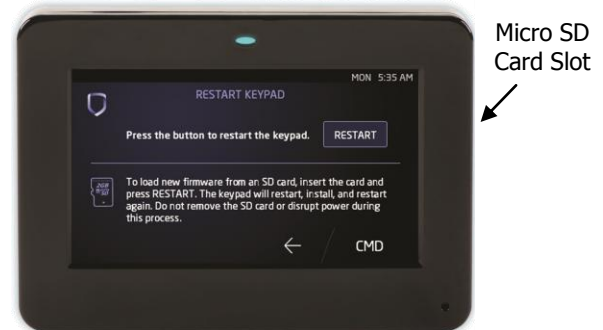 Micro SD
Card Slot
MON 5:35 AM
RESTART KEYPAD
Press the button to restart the keypad. RESTART
To load new firmware from an SD card, insert the card and
press RESTART. The keypad will restart, install, and restart
again. Do not remove the SD card or disrupt power during
this process.
CMD